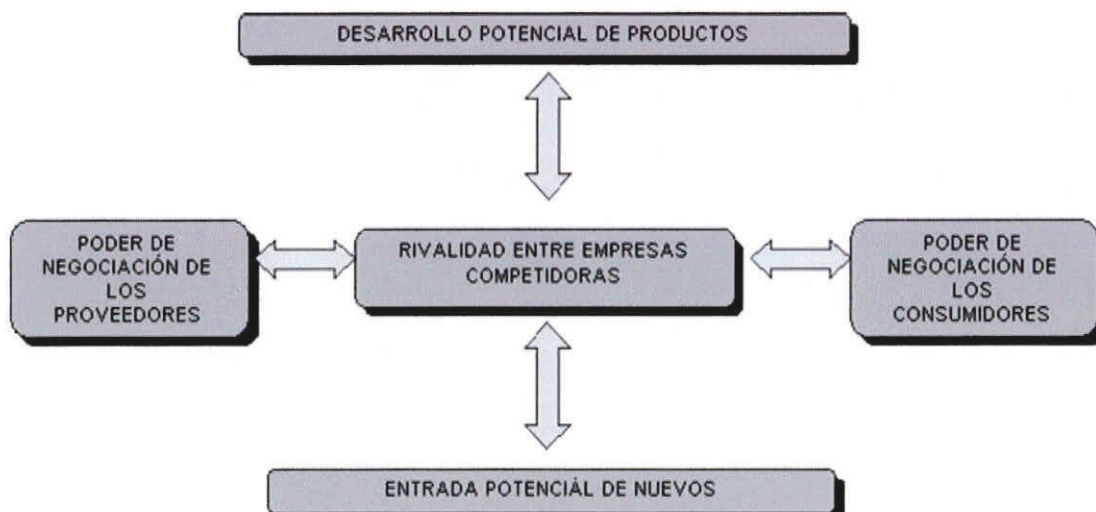 DESARROLLO POTENCIAL DE PRODUCTOS
PODER DE
NEGOCIACIÓN DE
LOS
PROVEEDORES
RIVALIDAD ENTRE EMPRESAS
COMPETIDORAS
PODER DE
NEGOCIACIÓN DE
LOS
CONSUMIDORES
ENTRADA POTENCIÁL DE NUEVOS